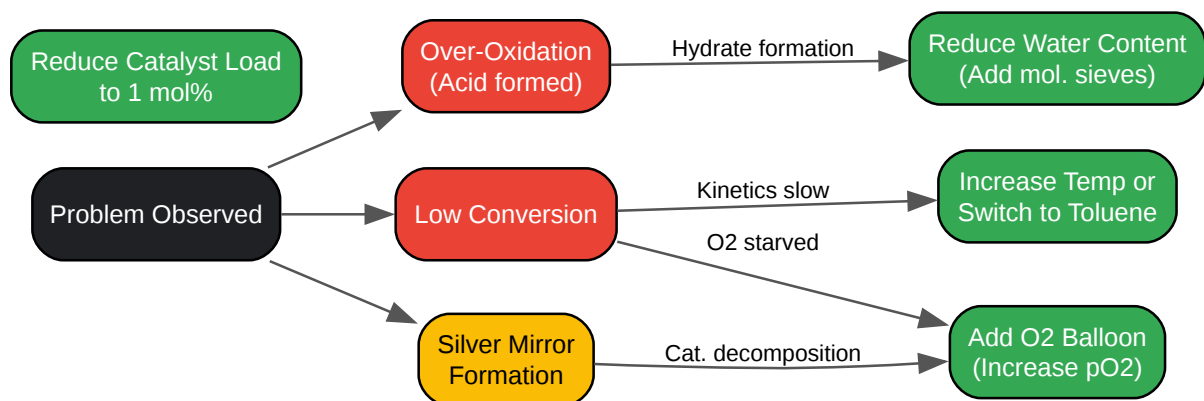 Reduce Catalyst Load
to 1 mol%
Over-Oxidation
(Acid formed)
Hydrate formation
Reduce Water Content
(Add mol. sieves)
Problem Observed
Low Conversion
Kinetics slow
Increase Temp or
Switch to Toluene
O2 starved
Silver Mirror
Formation
Cat. decomposition
Add O2 Balloon
(Increase pO2)